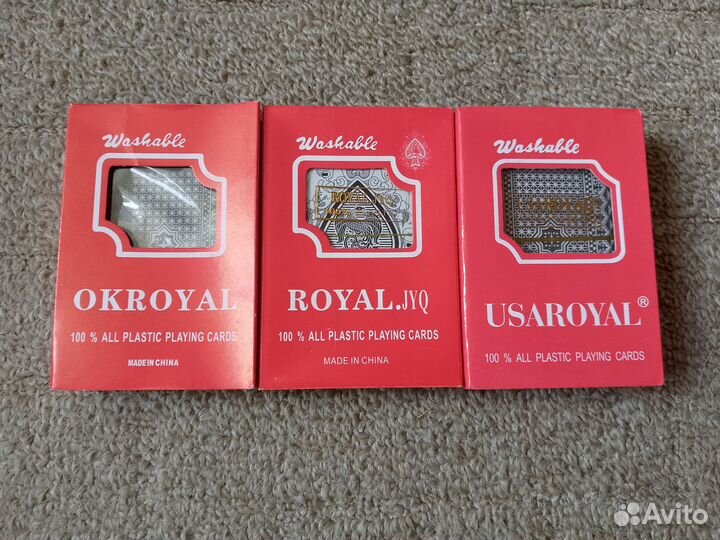 Washable
OKROYAL
100 % ALL PLASTIC PLAYING CARDS
MADE IN CHINA
Washable
ROYAL.JYQ
100 % ALL PLASTIC PLAYING CARDS
MADE IN CHINA
Washable
USAROYAL®
100 % ALL PLASTIC PLAYING CARDS
Avito